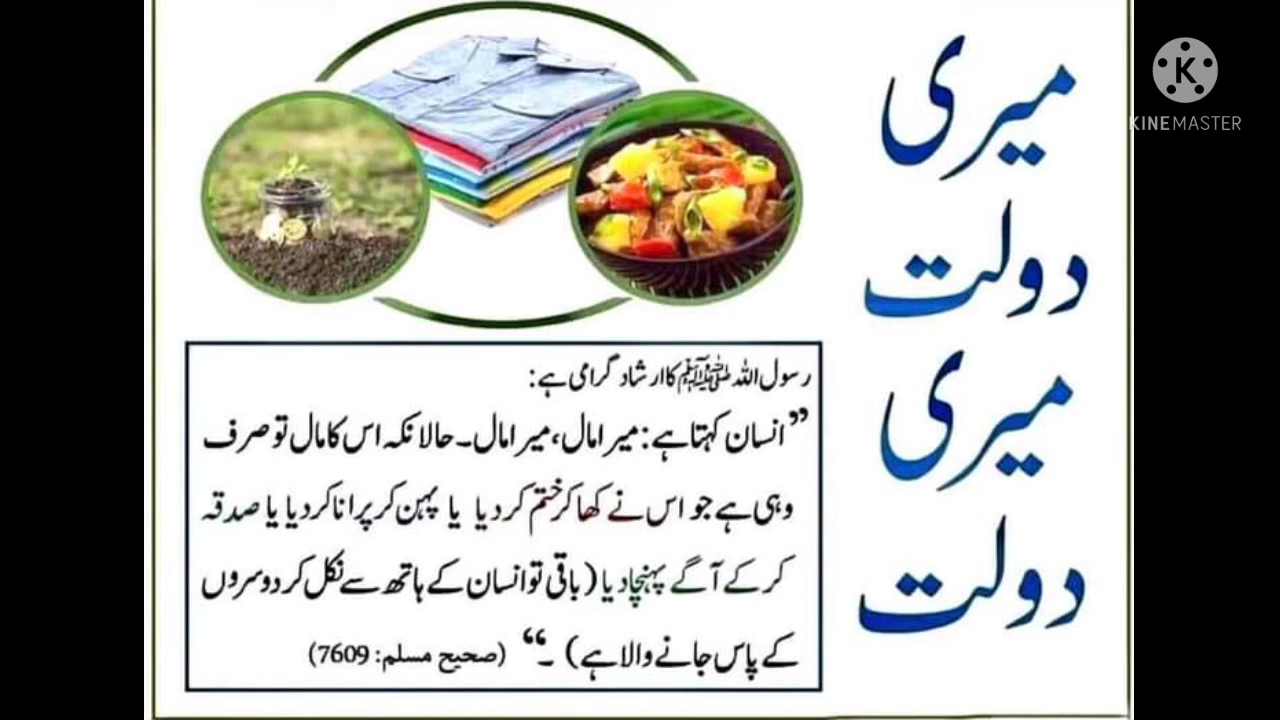 میری
دولت
میری
دولت
رسول اللہ ﷺ کا ارشاد گرامی ہے:
”انسان کہتا ہے: میرا مال، میرا مال۔ حالانکہ اس کا مال تو صرف
وہی ہے جو اس نے کھا کر ختم کر دیا یا پہن کر پرانا کر دیا یا صدقہ
کر کے آگے پہنچا دیا (باقی تو انسان کے ہاتھ سے نکل کر دوسروں
کے پاس جانے والا ہے)۔“ (صحیح مسلم: 7609)
K
KINEMASTER